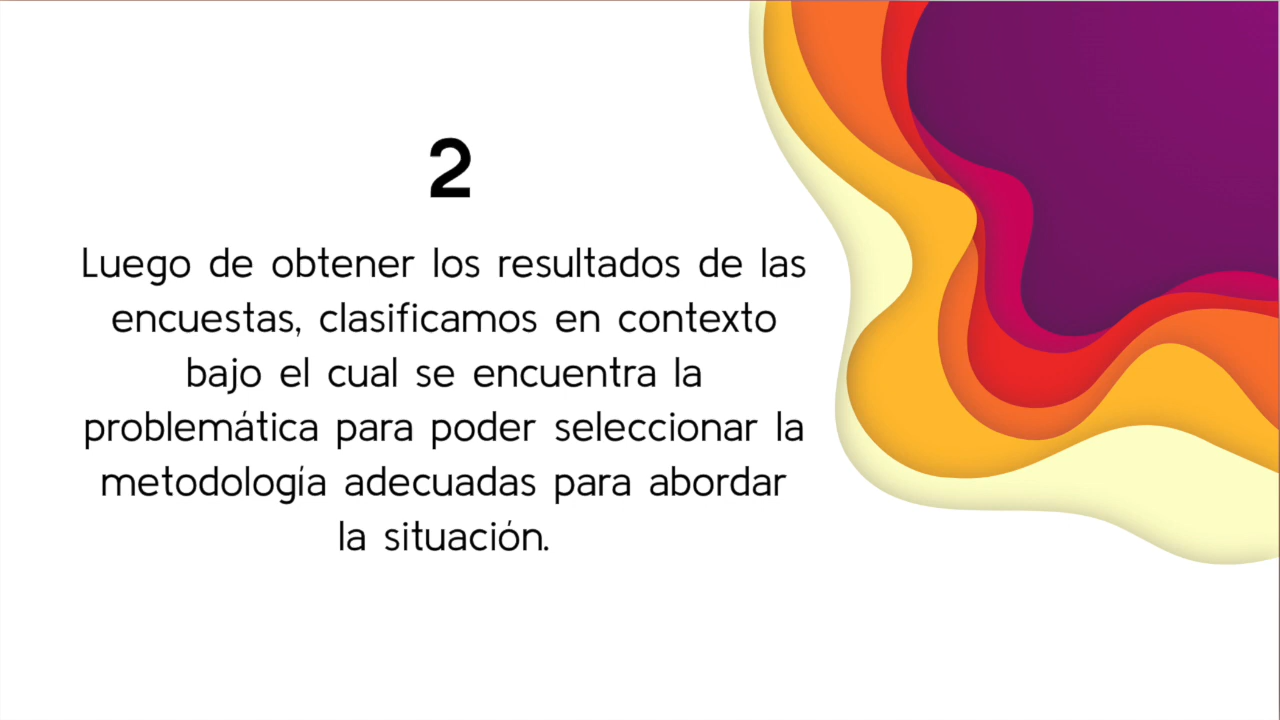 2
Luego de obtener los resultados de las
encuestas, clasificamos en contexto
bajo el cual se encuentra la
problemática para poder seleccionar la
metodología adecuadas para abordar
la situación.